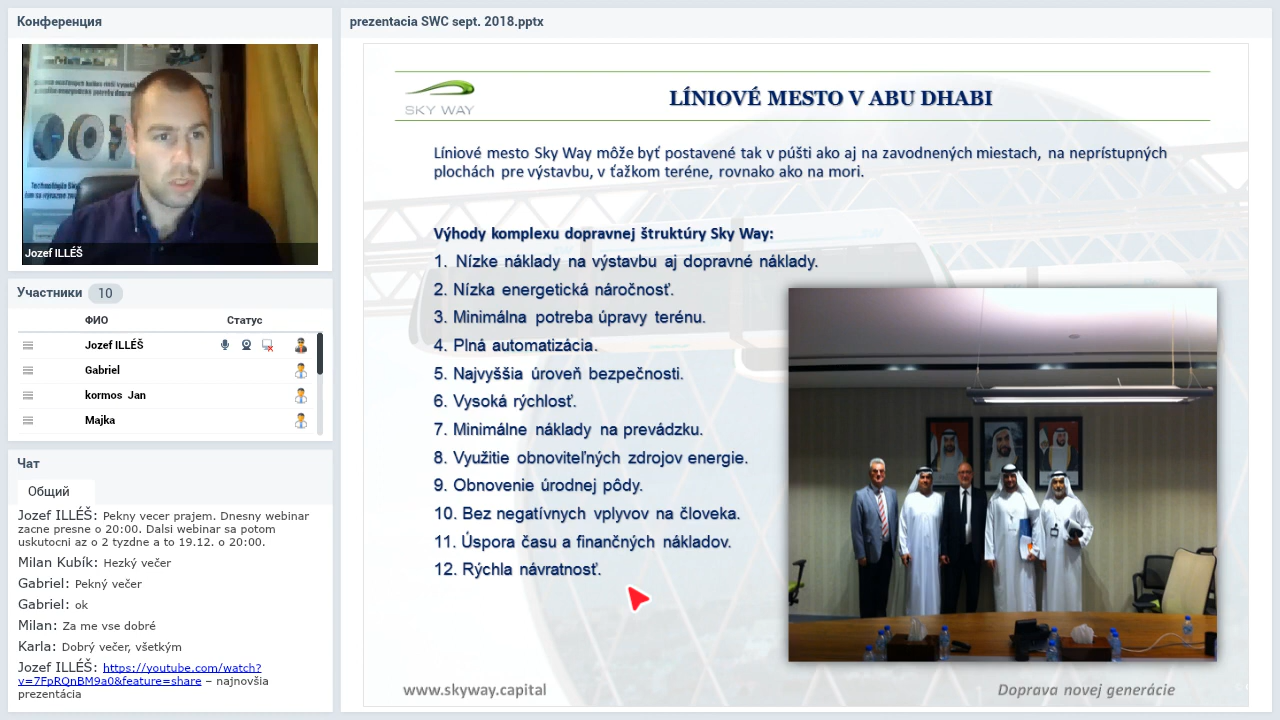 Конференция
Jozef ILLÉŠ
Участники 10
ФИО Статус
Jozef ILLÉŠ
Gabriel
kormos Jan
Majka
Чат
Общий
Jozef ILLÉŠ: Pekny vecer prajem. Dnesny webinar
zacne presne o 20:00. Dalsi webinar sa potom
uskutocni az o 2 tyzdne a to 19.12. o 20:00.
Milan Kubík: Hezký večer
Gabriel: Pekný večer
Gabriel: ok
Milan: Za me vse dobré
Karla: Dobrý večer, všetkým
Jozef ILLÉŠ: https://youtube.com/watch?
v=7FpRQnBM9a0&feature=share – najnovšia
prezentácia
prezentacia SWC sept. 2018.pptx
SKY WAY
LÍNIOVÉ MESTO V ABU DHABI
Líniové mesto Sky Way môže byť postavené tak v púšti ako aj na zavodnených miestach, na neprístupných
plochách pre výstavbu, v ťažkom teréne, rovnako ako na mori.
Výhody komplexu dopravnej štruktúry Sky Way:
1. Nízke náklady na výstavbu aj dopravné náklady.
2. Nízka energetická náročnosť.
3. Minimálna potreba úpravy terénu.
4. Plná automatizácia.
5. Najvyššia úroveň bezpečnosti.
6. Vysoká rýchlosť.
7. Minimálne náklady na prevádzku.
8. Využitie obnoviteľných zdrojov energie.
9. Obnovenie úrodnej pôdy.
10. Bez negatívnych vplyvov na človeka.
11. Úspora času a finančných nákladov.
12. Rýchla návratnosť.
www.skyway.capital
Doprava novej generácie